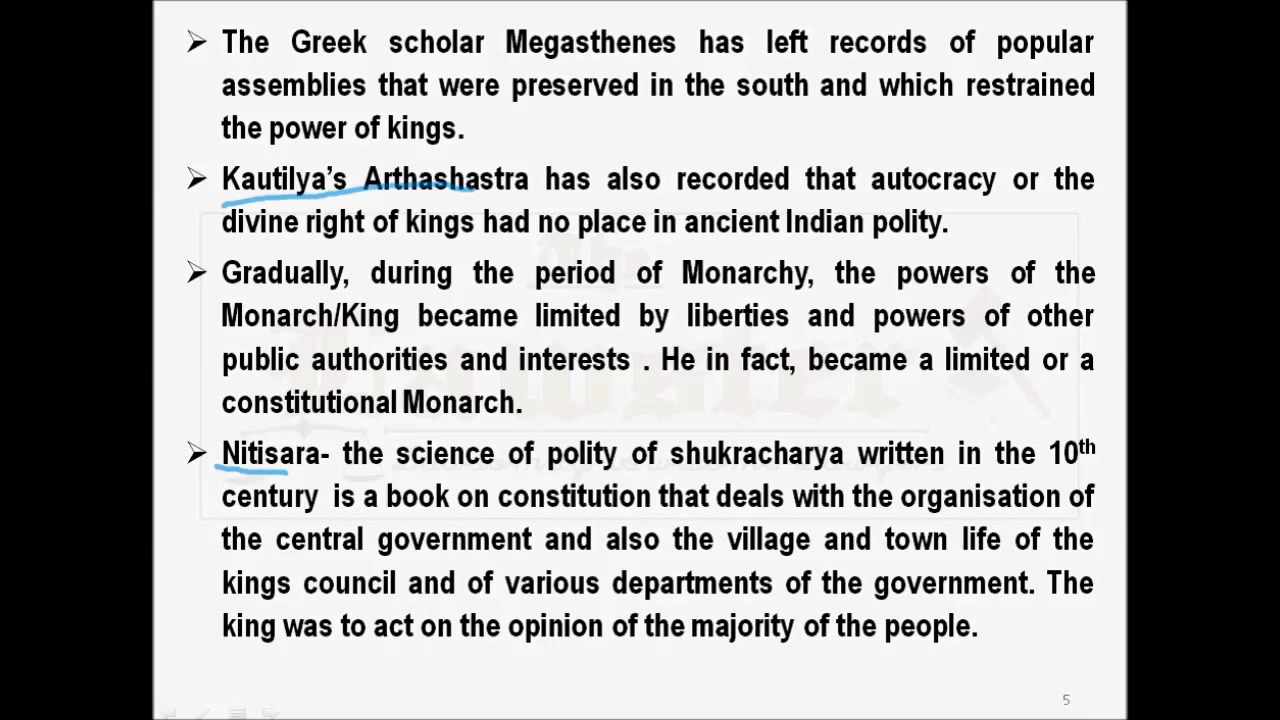 ➢ The Greek scholar Megasthenes has left records of popular
assemblies that were preserved in the south and which restrained
the power of kings.
➢ Kautilya's Arthashastra has also recorded that autocracy or the
divine right of kings had no place in ancient Indian polity.
➢ Gradually, during the period of Monarchy, the powers of the
Monarch/King became limited by liberties and powers of other
public authorities and interests . He in fact, became a limited or a
constitutional Monarch.
➢ Nitisara- the science of polity of shukracharya written in the 10th
century is a book on constitution that deals with the organisation of
the central government and also the village and town life of the
kings council and of various departments of the government. The
king was to act on the opinion of the majority of the people.
5